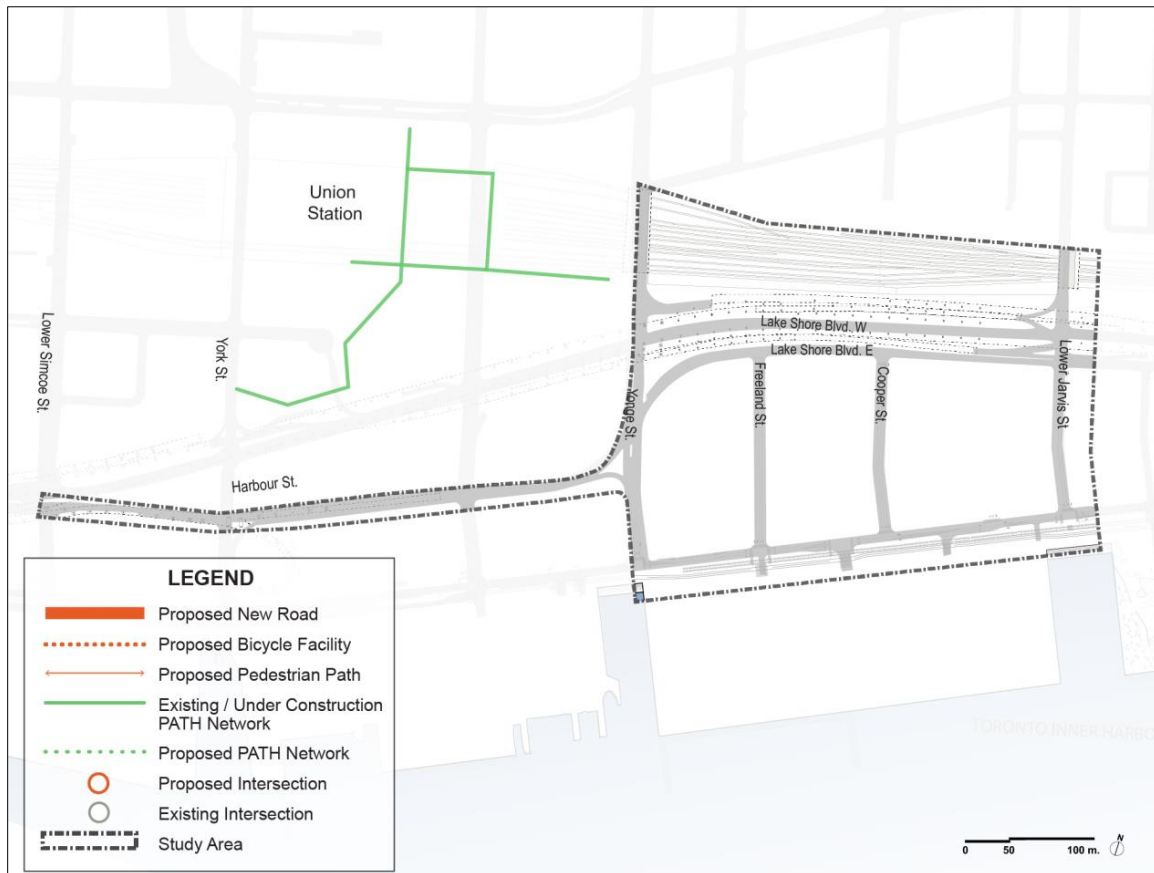 Union
Station
Lower Simcoe St.
York St.
Lake Shore Blvd. W
Lake Shore Blvd. E
Yonge St.
Freeland St.
Cooper St.
Lower Jarvis St
Harbour St.
LEGEND
Proposed New Road
Proposed Bicycle Facility
Proposed Pedestrian Path
Existing / Under Construction
PATH Network
Proposed PATH Network
Proposed Intersection
Existing Intersection
Study Area
TORONTO INNER HARBO
0 50 100 m.
N